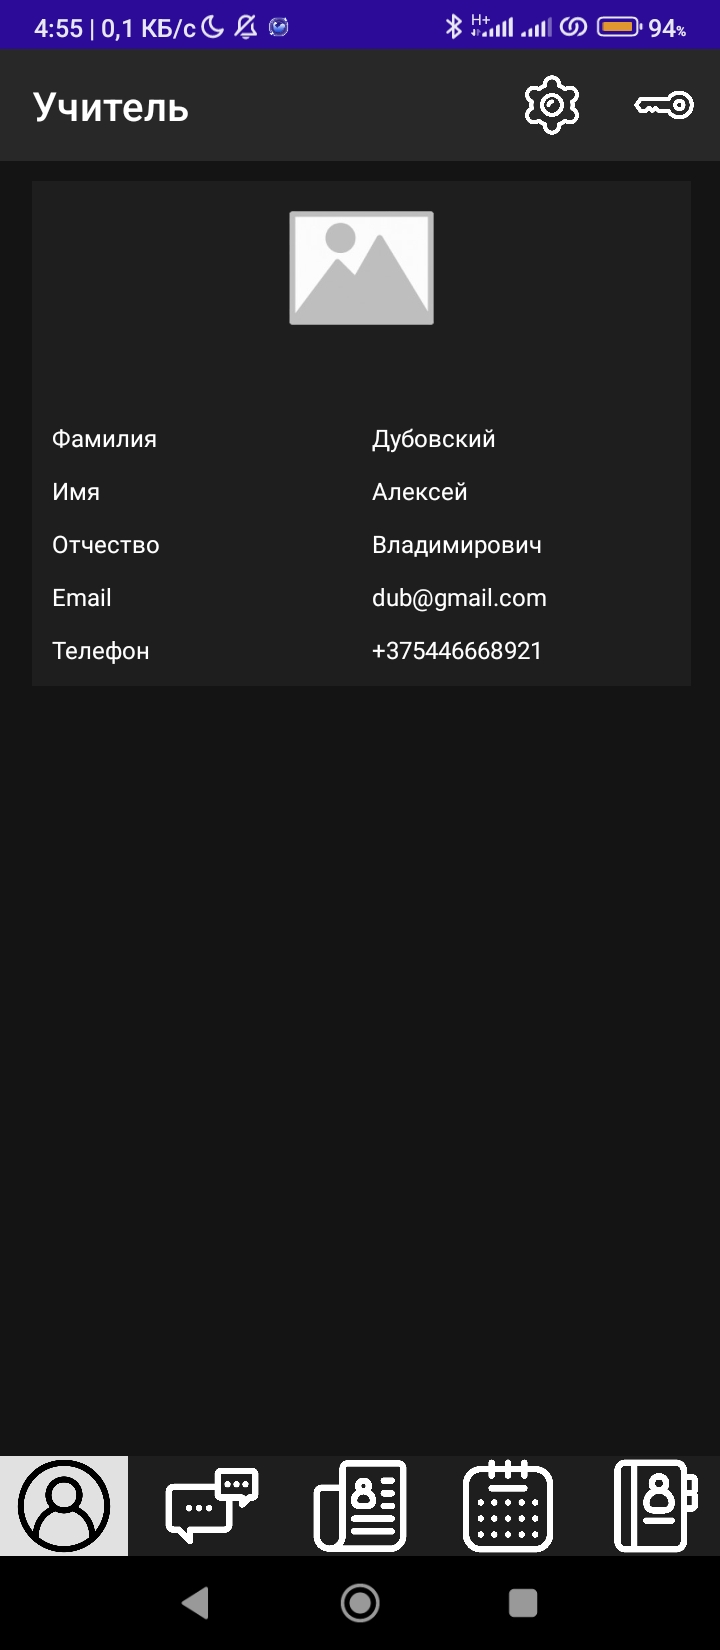 4:55 | 0,1 КБ/с H+ 94%
Учитель
Фамилия Дубовский
Имя Алексей
Отчество Владимирович
Email dub@gmail.com
Телефон +375446668921